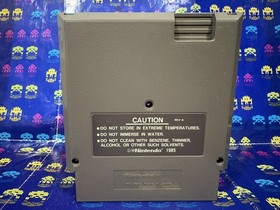 CAUTION
REV-A
●DO NOT STORE IN EXTREME TEMPERATURES.
●DO NOT IMMERSE IN WATER.
●DO NOT CLEAN WITH BENZENE, THINNER,
ALCOHOL OR OTHER SUCH SOLVENTS.
©Nintendo 1985